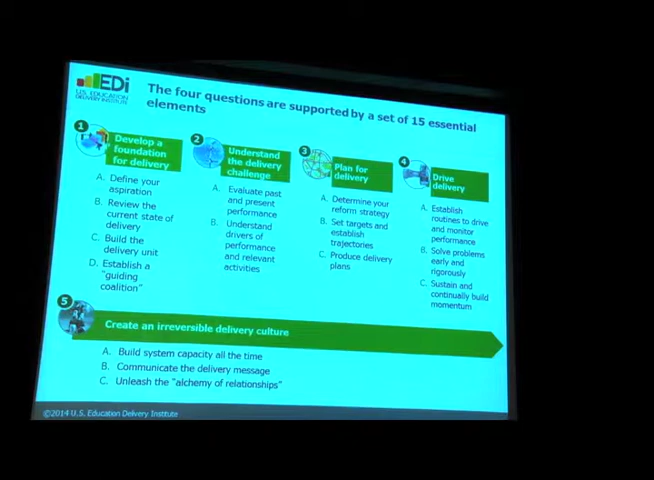 EDi
U.S. EDUCATION
DELIVERY INSTITUTE
The four questions are supported by a set of 15 essential
elements
1
Develop a
foundation
for delivery
A. Define your
aspiration
B. Review the
current state of
delivery
C. Build the
delivery unit
D. Establish a
"guiding
coalition"
2
Understand
the delivery
challenge
A. Evaluate past
and present
performance
B. Understand
drivers of
performance
and relevant
activities
3
Plan for
delivery
A. Determine your
reform strategy
B. Set targets and
establish
trajectories
C. Produce delivery
plans
4
Drive
delivery
A. Establish
routines to drive
and monitor
performance
B. Solve problems
early and
rigorously
C. Sustain and
continually build
momentum
5
Create an irreversible delivery culture
A. Build system capacity all the time
B. Communicate the delivery message
C. Unleash the "alchemy of relationships"
©2014 U.S. Education Delivery Institute